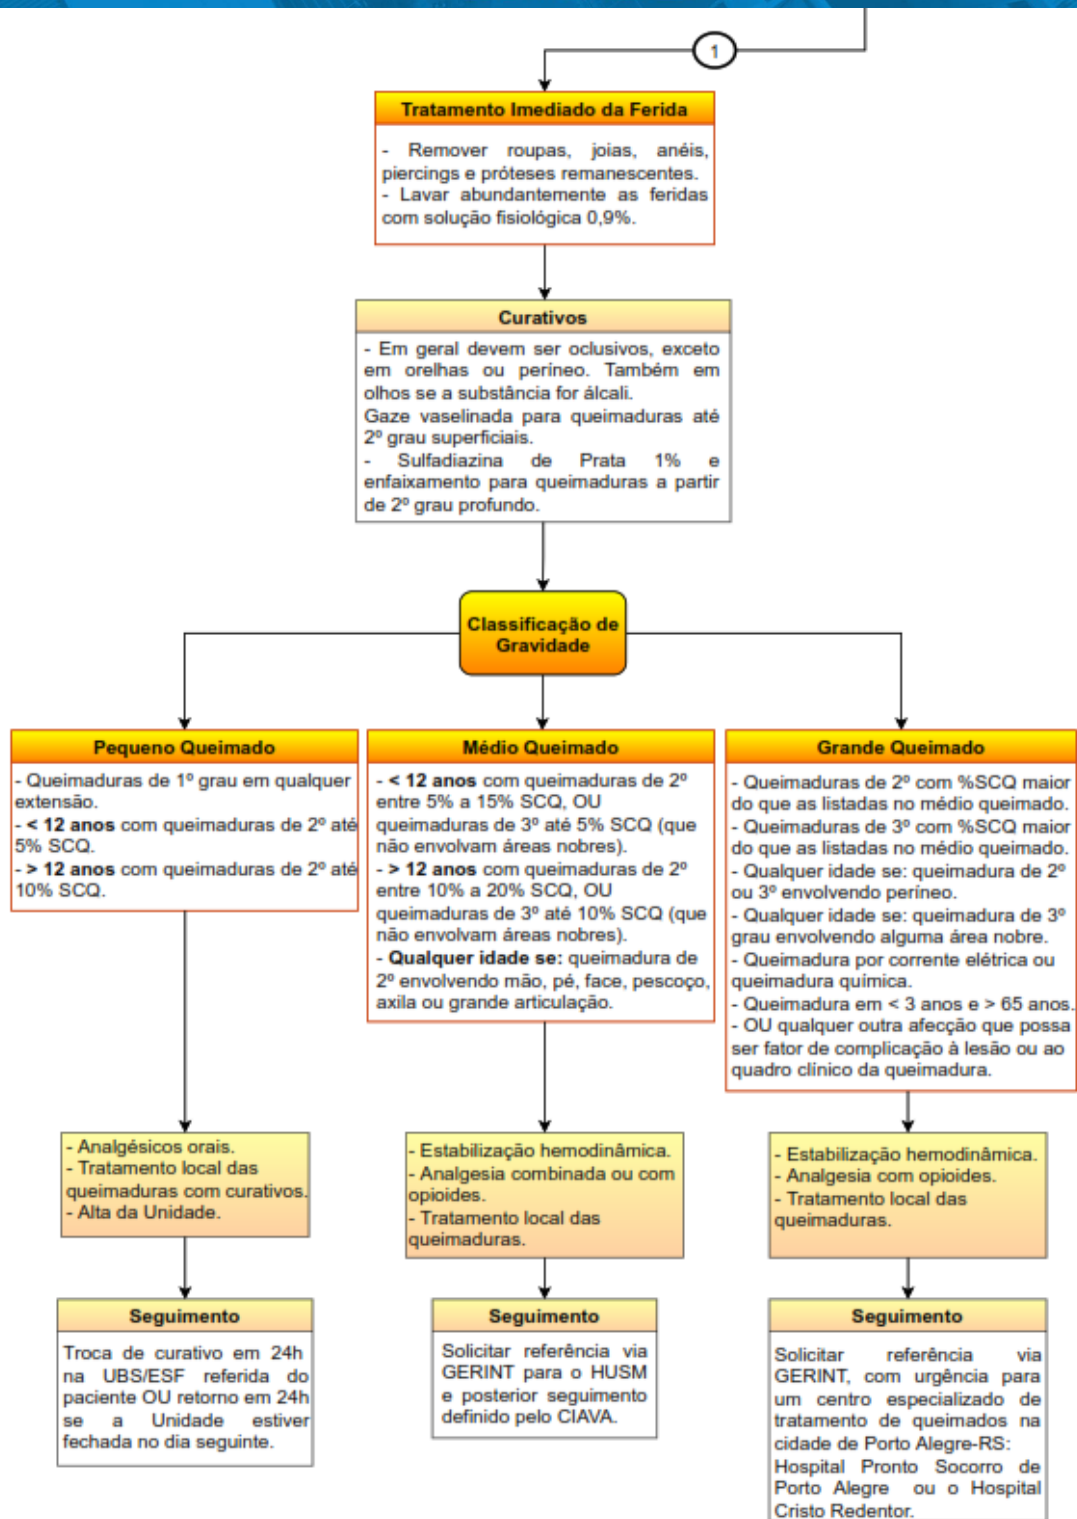 1
Tratamento Imediado da Ferida
- Remover roupas, joias, anéis,
piercings e próteses remanescentes.
- Lavar abundantemente as feridas
com solução fisiológica 0,9%.
Curativos
- Em geral devem ser oclusivos, exceto
em orelhas ou períneo. Também em
olhos se a substância for álcali.
Gaze vaselinada para queimaduras até
2º grau superficiais.
- Sulfadiazina de Prata 1% e
enfaixamento para queimaduras a partir
de 2º grau profundo.
Classificação de
Gravidade
Pequeno Queimado
- Queimaduras de 1º grau em qualquer
extensão.
- < 12 anos com queimaduras de 2º até
5% SCQ.
- > 12 anos com queimaduras de 2º até
10% SCQ.
Médio Queimado
- < 12 anos com queimaduras de 2º
entre 5% a 15% SCQ, OU
queimaduras de 3º até 5% SCQ (que
não envolvam áreas nobres).
- > 12 anos com queimaduras de 2º
entre 10% a 20% SCQ, OU
queimaduras de 3º até 10% SCQ (que
não envolvam áreas nobres).
- Qualquer idade se: queimadura de
2º envolvendo mão, pé, face, pescoço,
axila ou grande articulação.
Grande Queimado
- Queimaduras de 2º com %SCQ maior
do que as listadas no médio queimado.
- Queimaduras de 3º com %SCQ maior
do que as listadas no médio queimado.
- Qualquer idade se: queimadura de 2º
ou 3º envolvendo períneo.
- Qualquer idade se: queimadura de 3º
grau envolvendo alguma área nobre.
- Queimadura por corrente elétrica ou
queimadura química.
- Queimadura em < 3 anos e > 65 anos.
- OU qualquer outra afecção que possa
ser fator de complicação à lesão ou ao
quadro clínico da queimadura.
- Analgésicos orais.
- Tratamento local das
queimaduras com curativos.
- Alta da Unidade.
- Estabilização hemodinâmica.
- Analgesia combinada ou com
opioides.
- Tratamento local das
queimaduras.
- Estabilização hemodinâmica.
- Analgesia com opioides.
- Tratamento local das
queimaduras.
Seguimento
Troca de curativo em 24h
na UBS/ESF referida do
paciente OU retorno em 24h
se a Unidade estiver
fechada no dia seguinte.
Seguimento
Solicitar referência via
GERINT para o HUSM
e posterior seguimento
definido pelo CIAVA.
Seguimento
Solicitar referência via
GERINT, com urgência para
um centro especializado de
tratamento de queimados na
cidade de Porto Alegre-RS:
Hospital Pronto Socorro de
Porto Alegre ou o Hospital
Cristo Redentor.